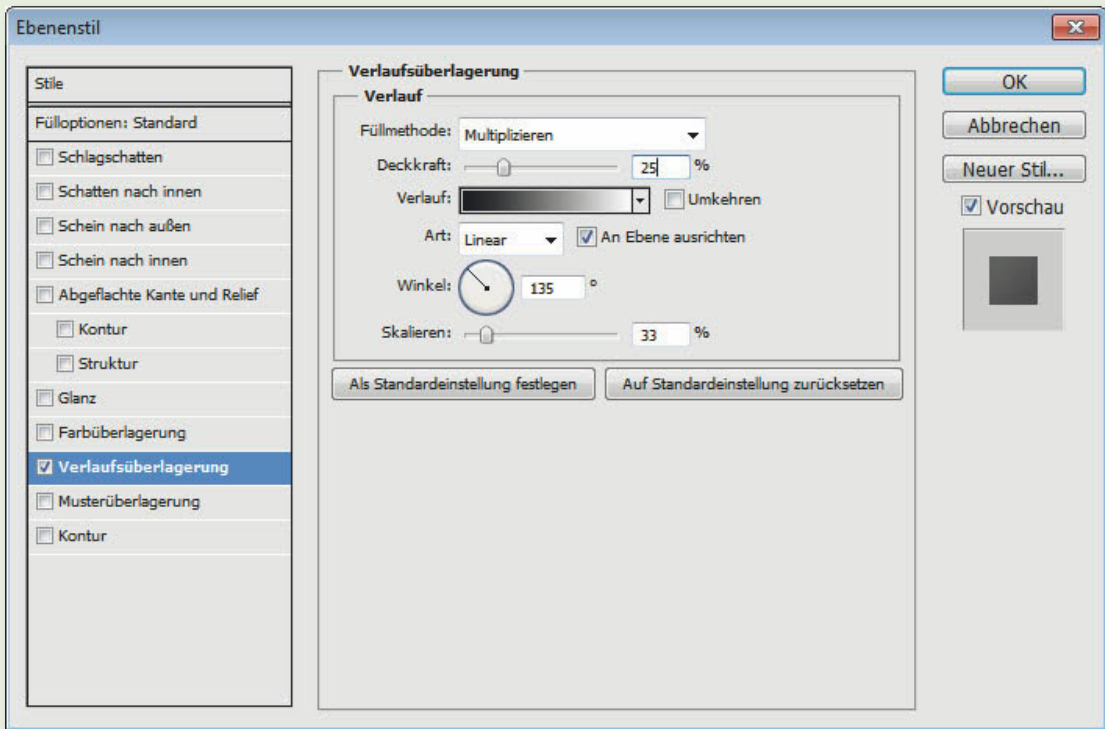 Ebenenstil
Stile
Fülloptionen: Standard
Schlagschatten
Schatten nach innen
Schein nach außen
Schein nach innen
Abgeflachte Kante und Relief
Kontur
Struktur
Glanz
Farbüberlagerung
Verlaufsüberlagerung
Musterüberlagerung
Kontur
Verlaufsüberlagerung
Verlauf
Füllmethode: Multiplizieren
Deckkraft: 25 %
Verlauf: Umkehren
Art: Linear An Ebene ausrichten
Winkel: 135 °
Skalieren: 33 %
Als Standardeinstellung festlegen Auf Standardeinstellung zurücksetzen
OK
Abbrechen
Neuer Stil...
Vorschau